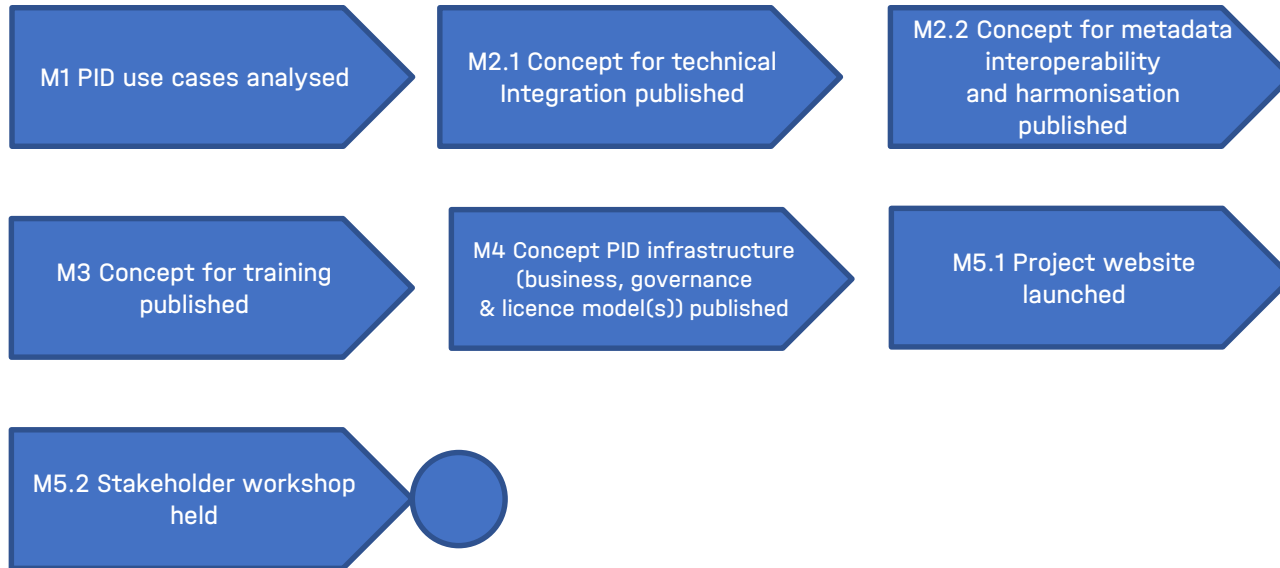 M1 PID use cases analysed
M2.1 Concept for technical
Integration published
M2.2 Concept for metadata
interoperability
and harmonisation
published
M3 Concept for training
published
M4 Concept PID infrastructure
(business, governance
& licence model(s)) published
M5.1 Project website
launched
M5.2 Stakeholder workshop
held